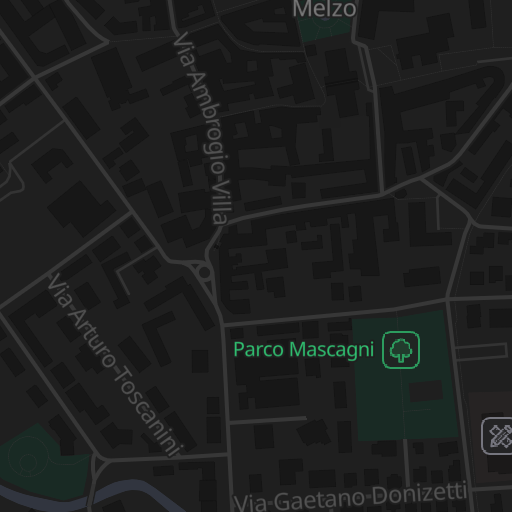 Melzo
Via Ambrogio Villa
Parco Mascagni
Via Arturo Toscanini
Via Gaetano Donizetti